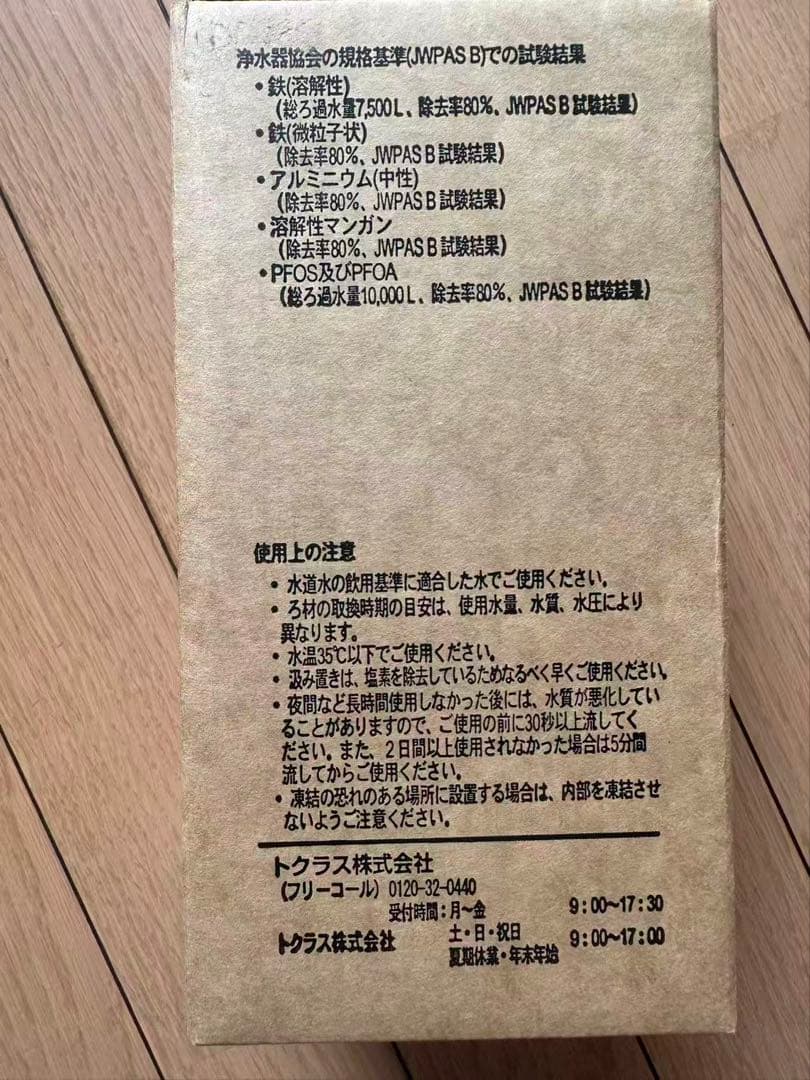 浄水器協会の規格基準(JWPAS B)での試験結果
・鉄(溶解性)
(総ろ過水量7,500L、除去率80%、JWPAS B 試験結果)
・鉄(微粒子状)
(除去率80%、JWPAS B 試験結果)
・アルミニウム(中性)
(除去率80%、JWPAS B 試験結果)
・溶解性マンガン
(除去率80%、JWPAS B 試験結果)
・PFOS及びPFOA
(総ろ過水量10,000L、除去率80%、JWPAS B 試験結果)
使用上の注意
・水道水の飲用基準に適合した水でご使用ください。
・ろ材の取換時期の目安は、使用水量、水質、水圧により
異なります。
・水温35℃以下でご使用ください。
・汲み置きは、塩素を除去しているためなるべく早くご使用ください。
・夜間など長時間使用しなかった後には、水質が悪化してい
ることがありますので、ご使用の前に30秒以上流してく
ださい。また、2日間以上使用されなかった場合は5分間
流してからご使用ください。
・凍結の恐れのある場所に設置する場合は、内部を凍結させ
ないようご注意ください。
トクラス株式会社
(フリーコール) 0120-32-0440
受付時間：月〜金 9：00〜17：30
トクラス株式会社 土・日・祝日 9：00〜17：00
夏期休業・年末年始